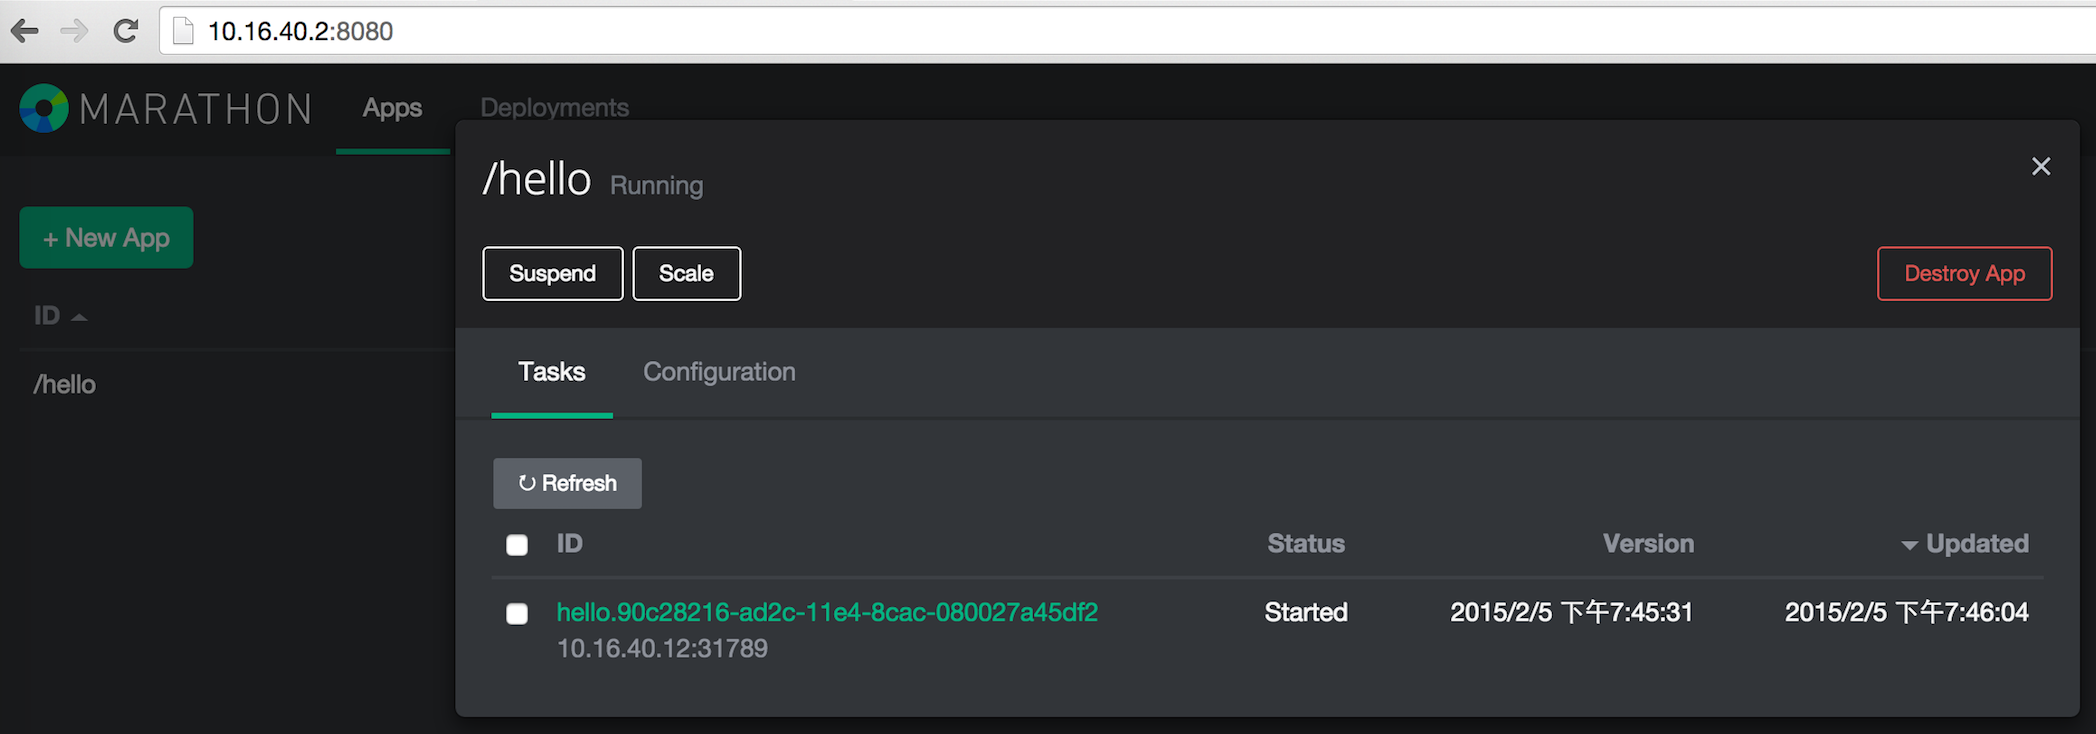 10.16.40.2:8080
MARATHON Apps Deployments
/hello Running ×
+ New App
Suspend Scale Destroy App
ID
Tasks Configuration
/hello
Refresh
ID Status Version Updated
hello.90c28216-ad2c-11e4-8cac-080027a45df2 Started 2015/2/5 下午7:45:31 2015/2/5 下午7:46:04
10.16.40.12:31789